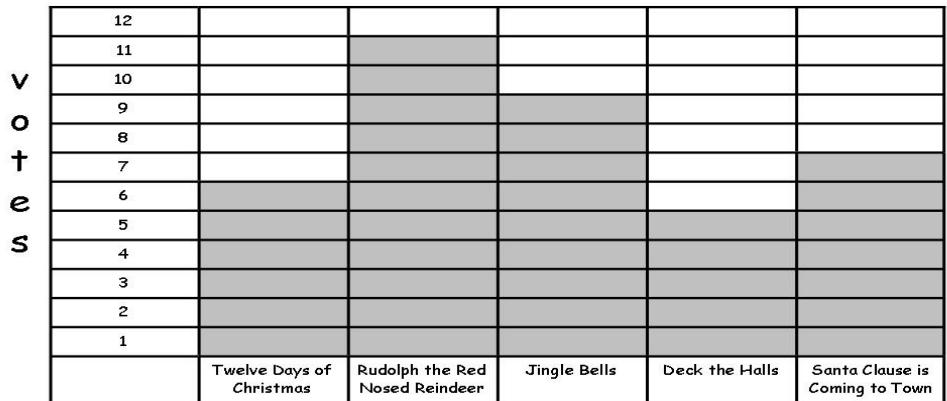 votes
12
11
10
9
8
7
6
5
4
3
2
1
Twelve Days of
Christmas
Rudolph the Red
Nosed Reindeer
Jingle Bells
Deck the Halls
Santa Clause is
Coming to Town